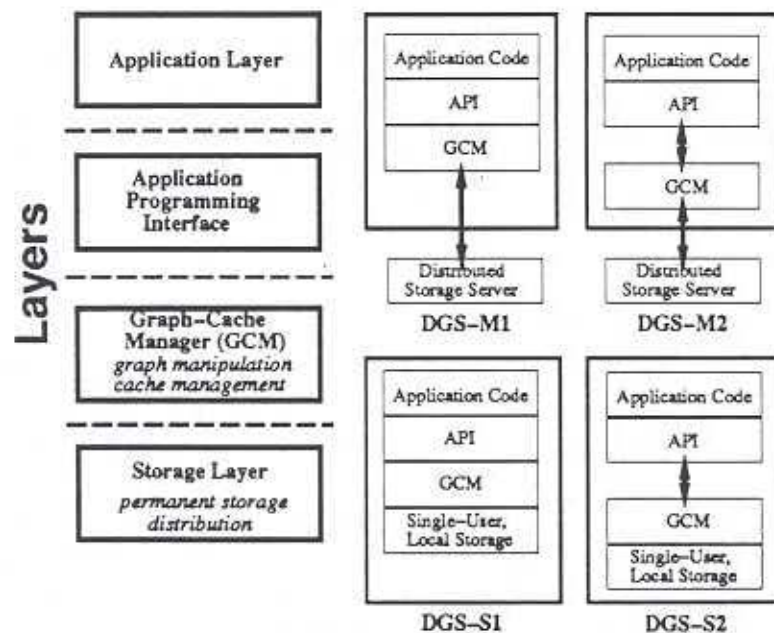 Layers
Application Layer
Application
Programming
Interface
Graph-Cache
Manager (GCM)
graph manipulation
cache management
Storage Layer
permanent storage
distribution
Application Code
API
GCM
Distributed
Storage Server
DGS-M1
Application Code
API
GCM
Distributed
Storage Server
DGS-M2
Application Code
API
GCM
Single-User,
Local Storage
DGS-S1
Application Code
API
GCM
Single-User,
Local Storage
DGS-S2